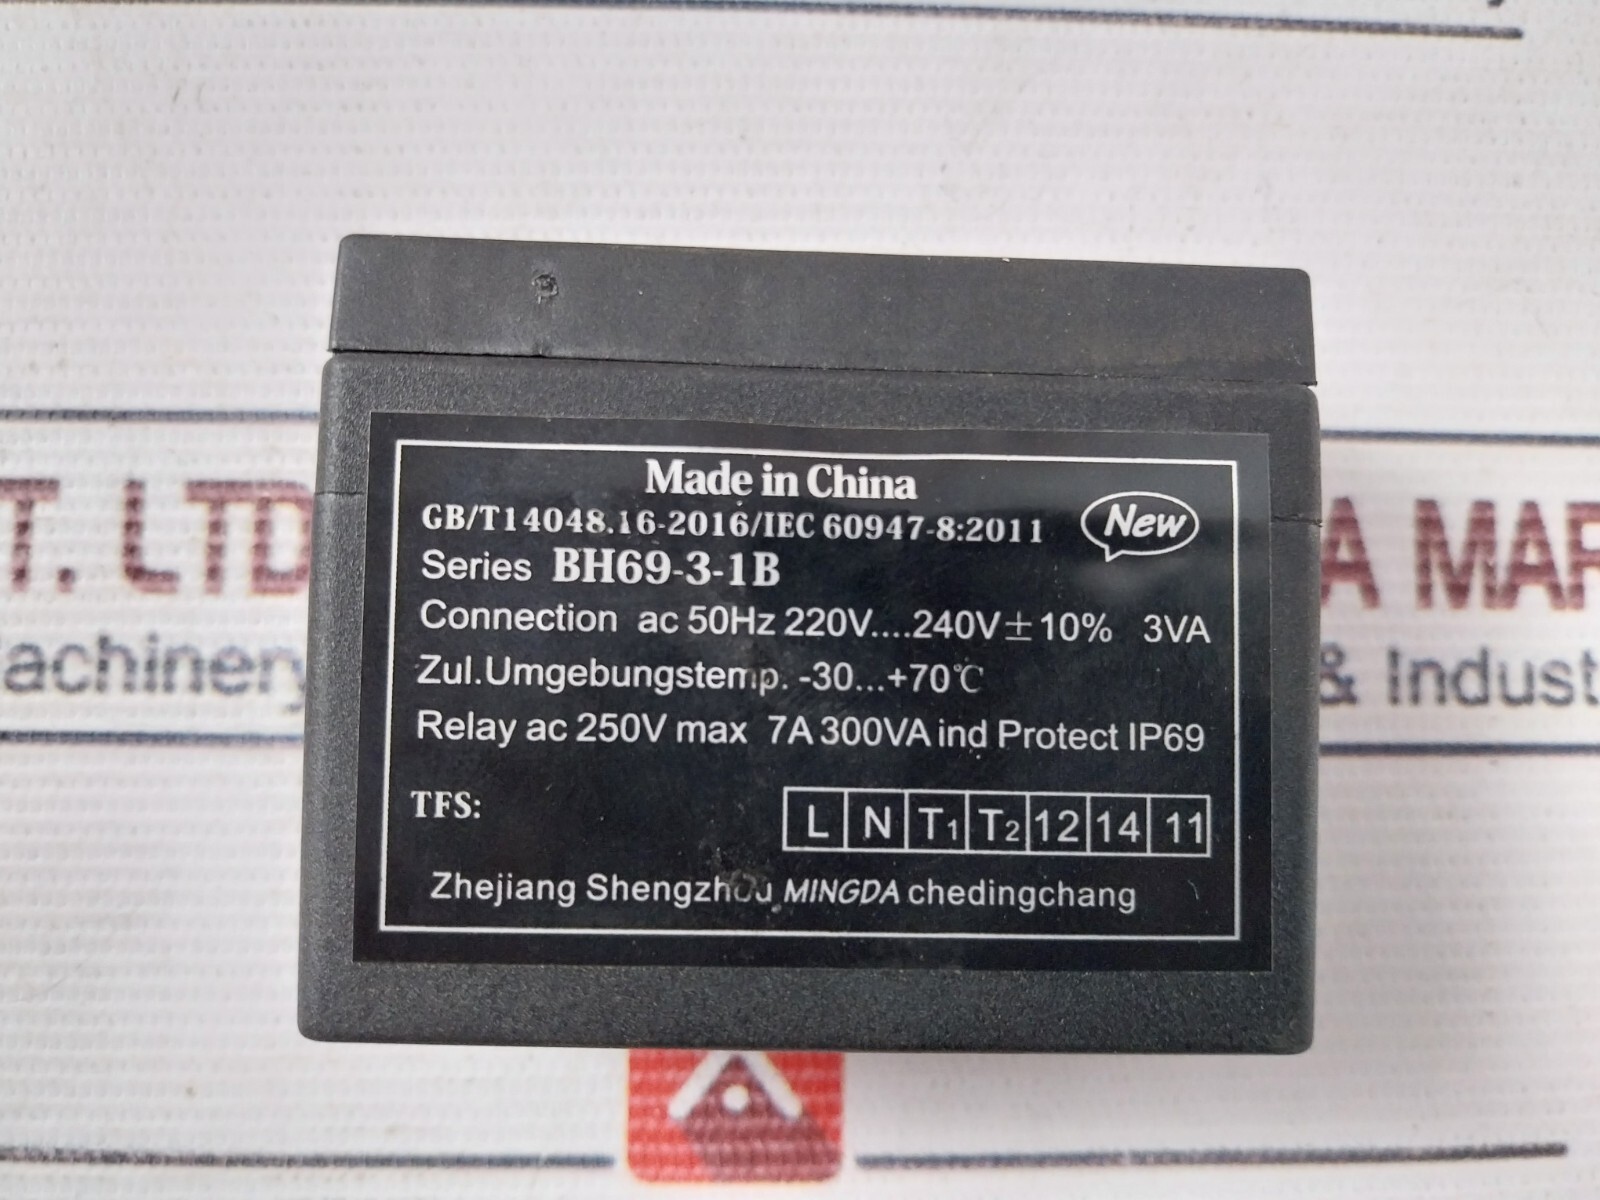 Made in China
GB/T14048.16-2016/IEC 60947-8:2011
New
Series BH69-3-1B
Connection ac 50Hz 220V....240V±10% 3VA
Zul.Umgebungstemp. -30...+70℃
Relay ac 250V max 7A 300VA ind Protect IP69
TFS:
L N T1 T2 12 14 11
Zhejiang Shengzhou MINGDA chedingchang
T. LTD
A MAR
achinery
& Indust